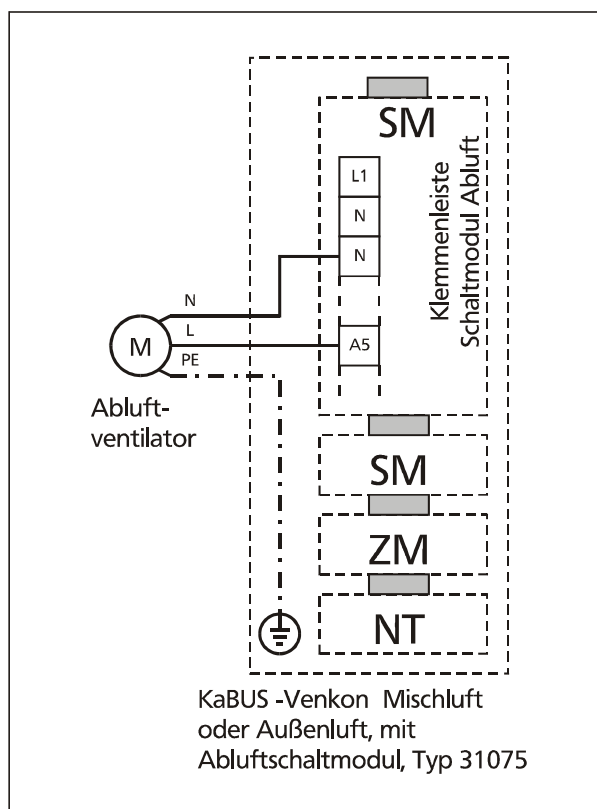 SM
Klemmenleiste
Schaltmodul Abluft
L1
N
N
N
L
M
A5
PE
Abluft-
ventilator
SM
ZM
NT
KaBUS -Venkon Mischluft
oder Außenluft, mit
Abluftschaltmodul, Typ 31075